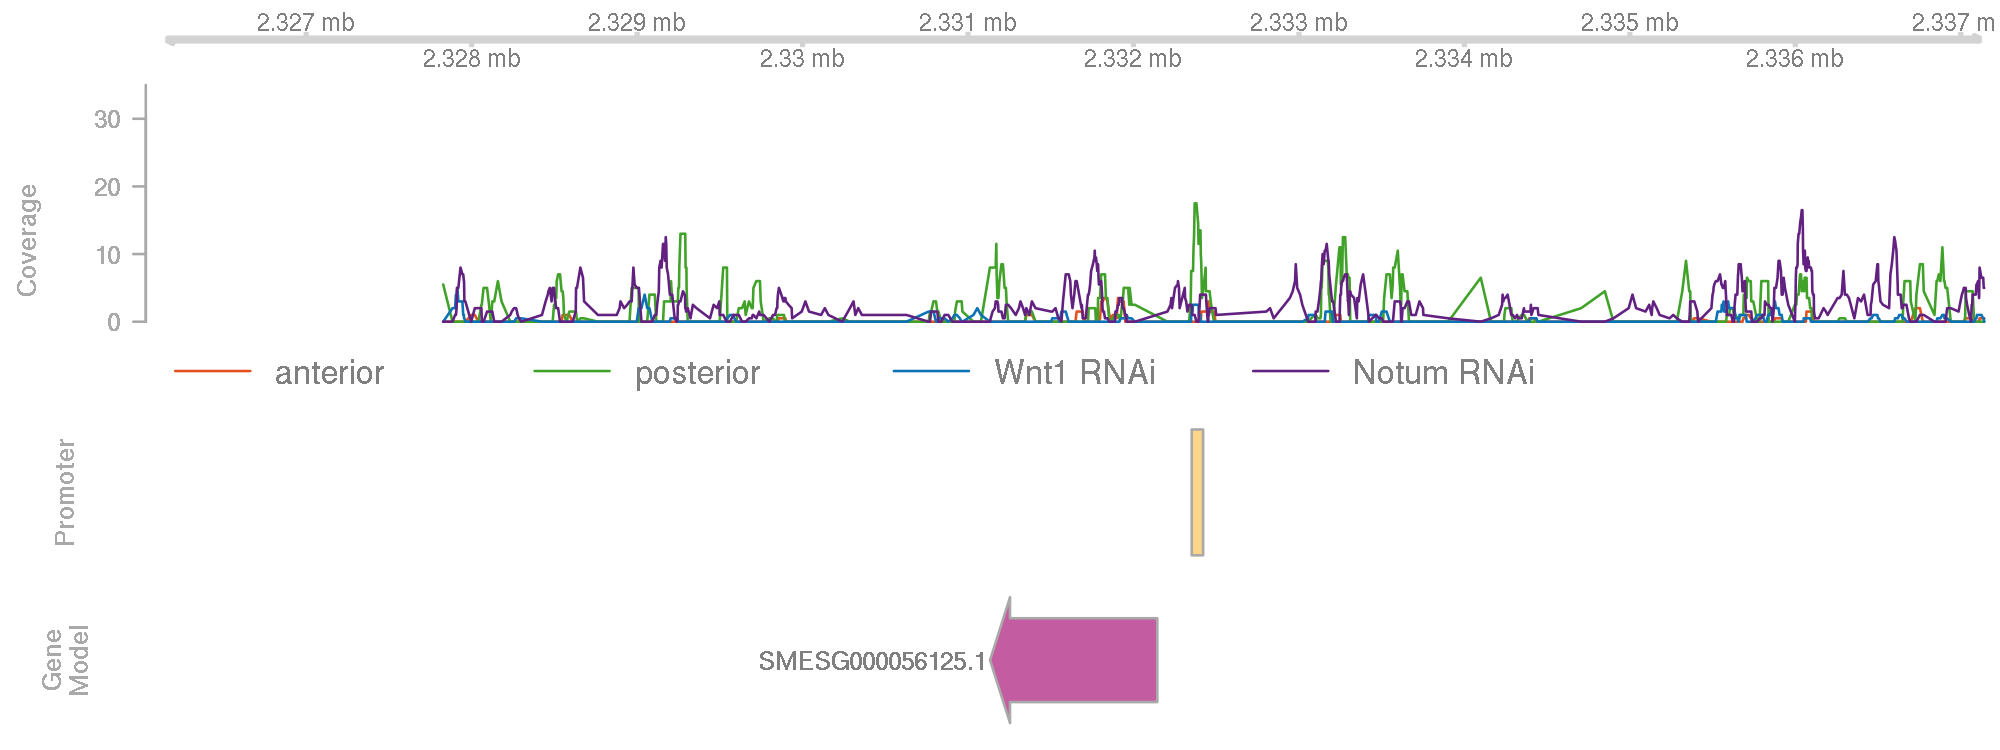 2.327 mb 2.329 mb 2.331 mb 2.333 mb 2.335 mb 2.337 m
2.328 mb 2.33 mb 2.332 mb 2.334 mb 2.336 mb
Coverage
30
20
10
0
anterior posterior Wnt1 RNAi Notum RNAi
Promoter
Gene
Model
SMESG000056125.1